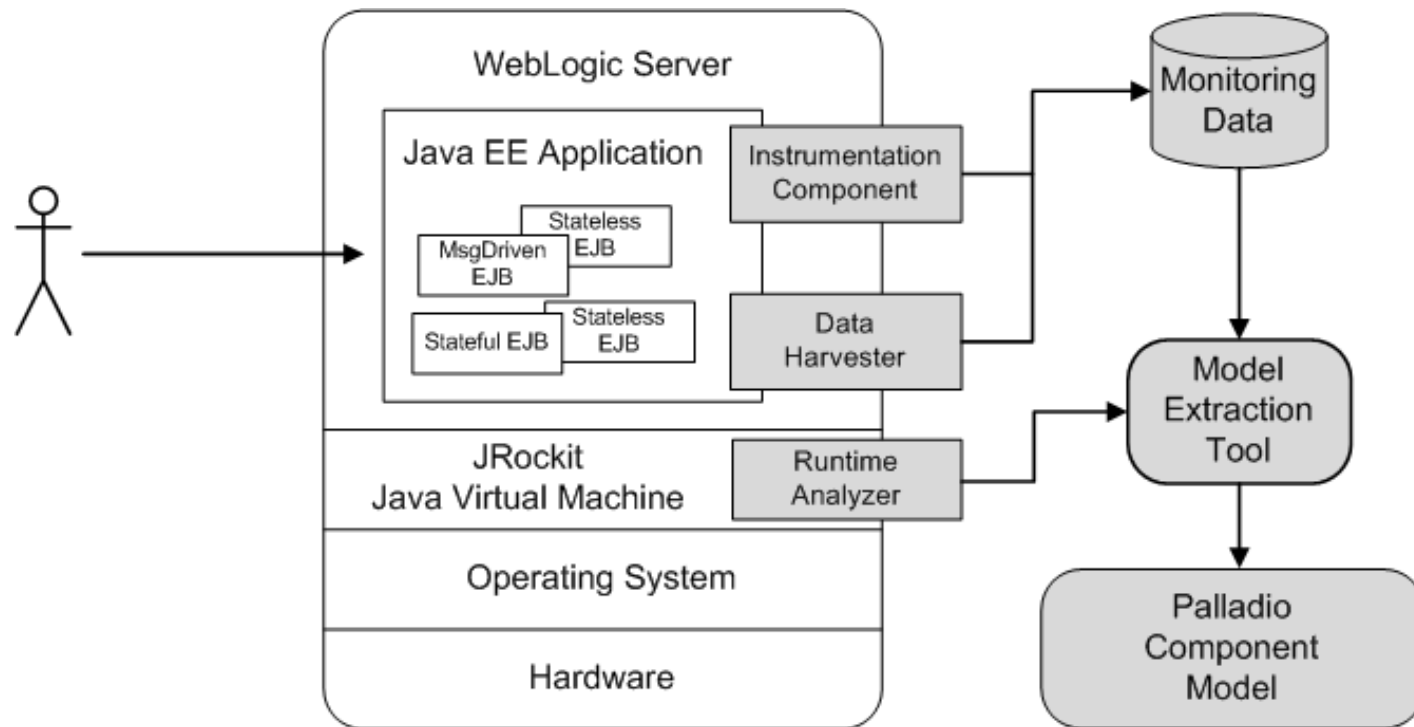 WebLogic Server
Java EE Application
Stateless
EJB
MsgDriven
EJB
Stateless
EJB
Stateful EJB
Instrumentation
Component
Data
Harvester
JRockit
Java Virtual Machine
Runtime
Analyzer
Operating System
Hardware
Monitoring
Data
Model
Extraction
Tool
Palladio
Component
Model